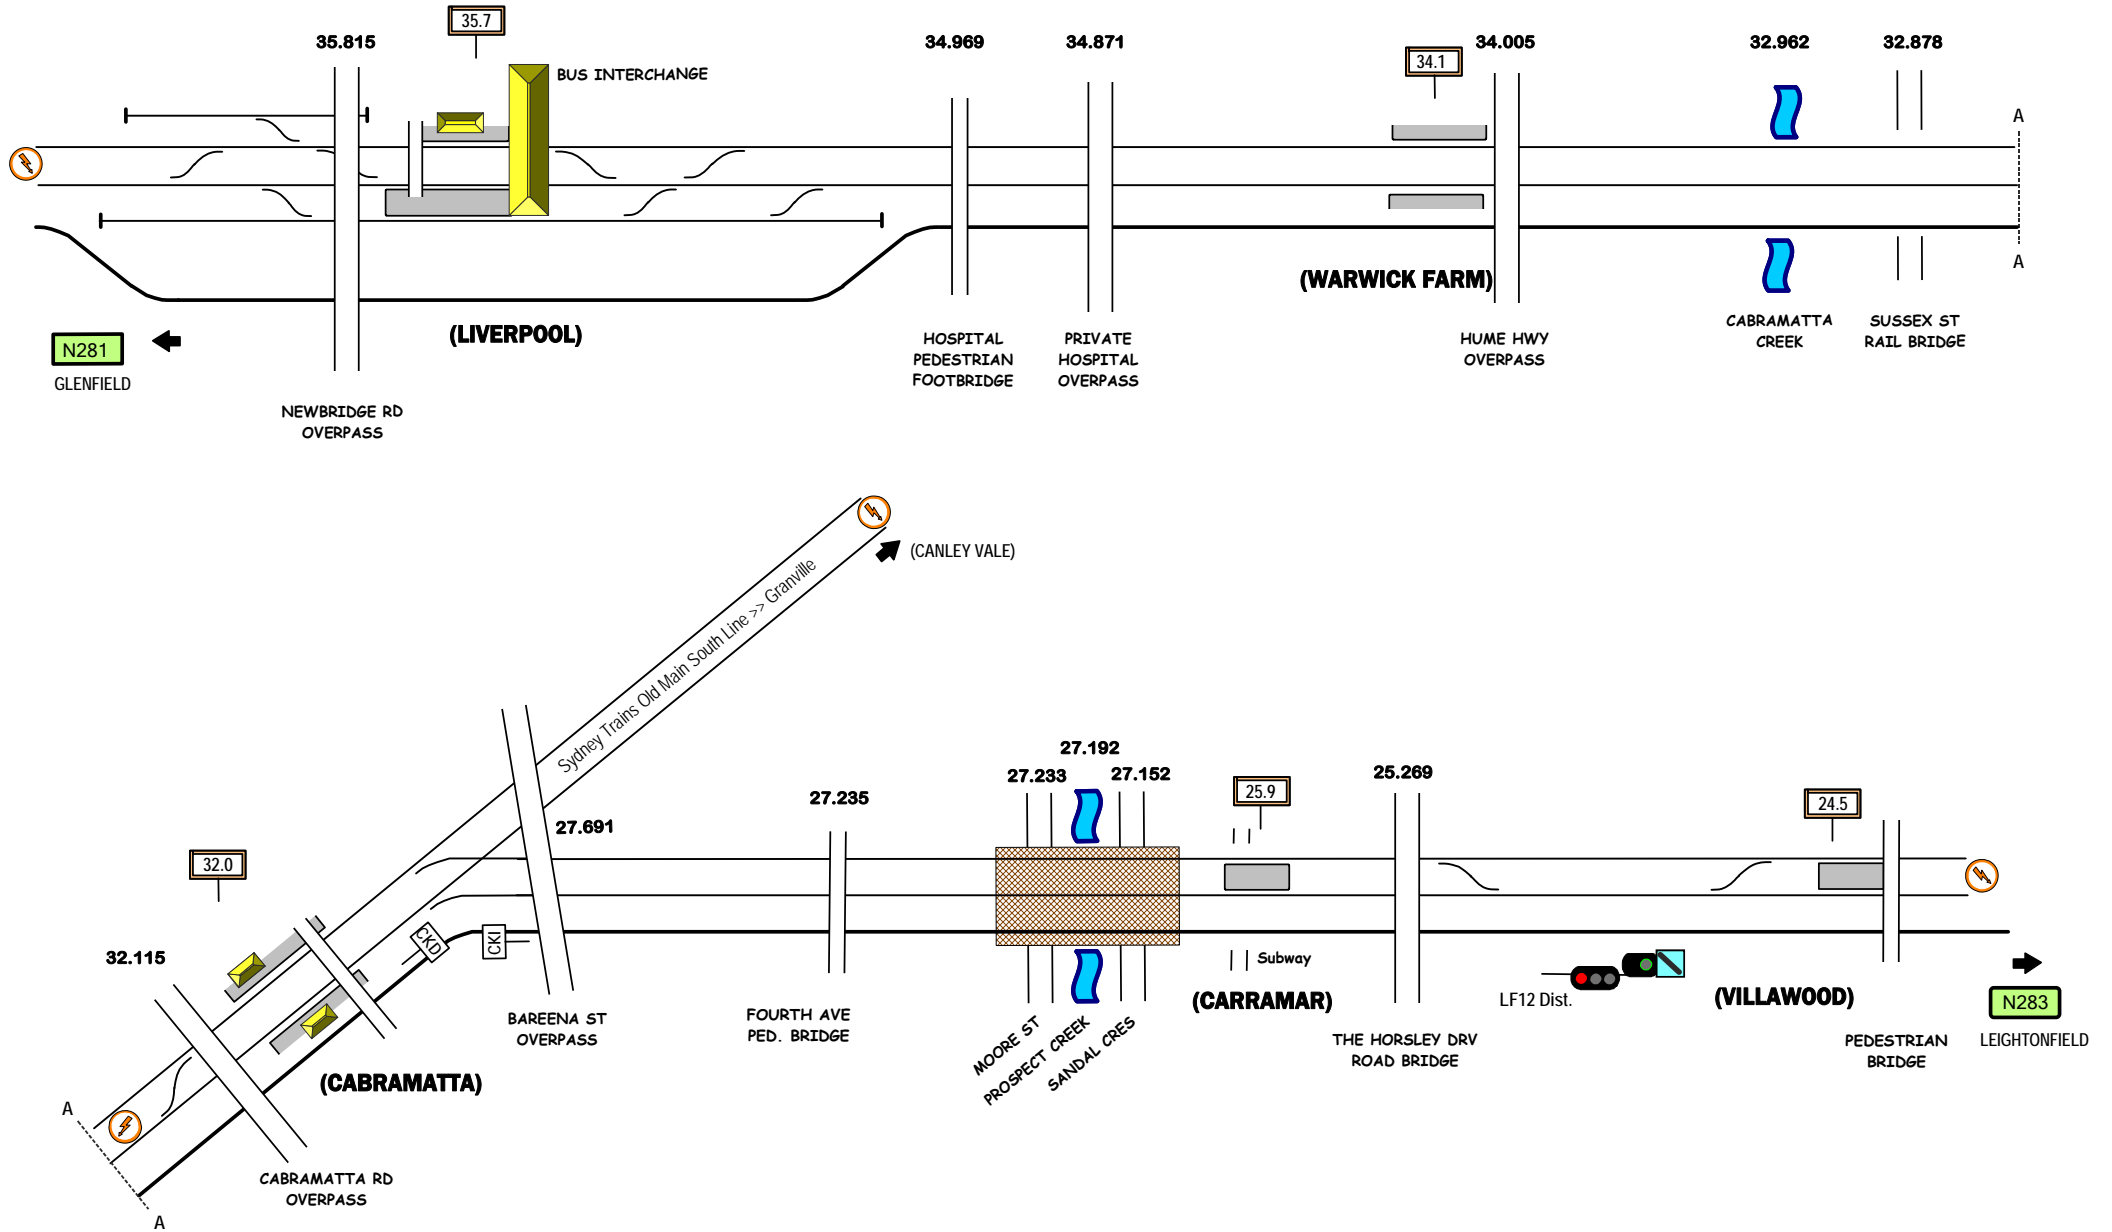 35.7
35.815
34.969
34.871
34.005
32.962
32.878
34.1
BUS INTERCHANGE
A
A
(WARWICK FARM)
(LIVERPOOL)
N281
GLENFIELD
HOSPITAL
PEDESTRIAN
FOOTBRIDGE
PRIVATE
HOSPITAL
OVERPASS
HUME HWY
OVERPASS
CABRAMATTA
CREEK
SUSSEX ST
RAIL BRIDGE
NEWBRIDGE RD
OVERPASS
(CANLEY VALE)
Sydney Trains Old Main South Line >> Granville
27.192
27.233
27.152
25.269
25.9
24.5
27.235
27.691
32.0
32.115
CKD
CKI
Subway
(CARRAMAR)
LF12 Dist.
(VILLAWOOD)
N283
LEIGHTONFIELD
BAREENA ST
OVERPASS
FOURTH AVE
PED. BRIDGE
MOORE ST
PROSPECT CREEK
SANDAL CRES
THE HORSLEY DRV
ROAD BRIDGE
PEDESTRIAN
BRIDGE
(CABRAMATTA)
A
CABRAMATTA RD
OVERPASS
A